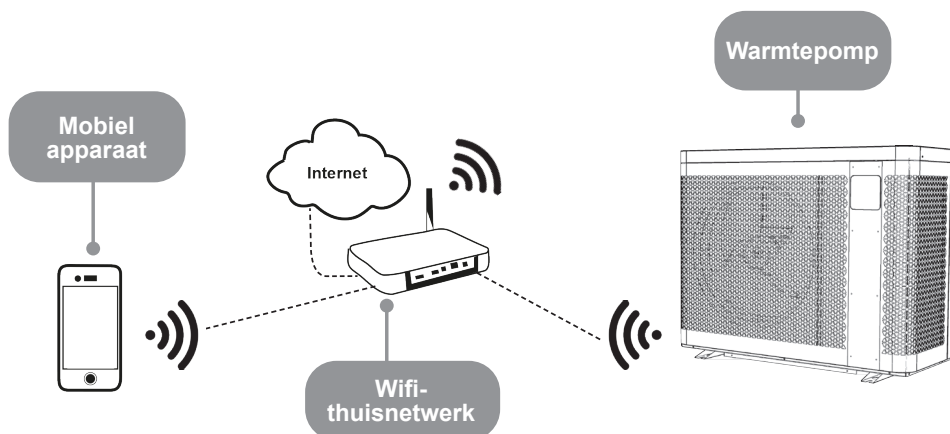 Warmtepomp
Mobiel
apparaat
Internet
Wifi-
thuisnetwerk